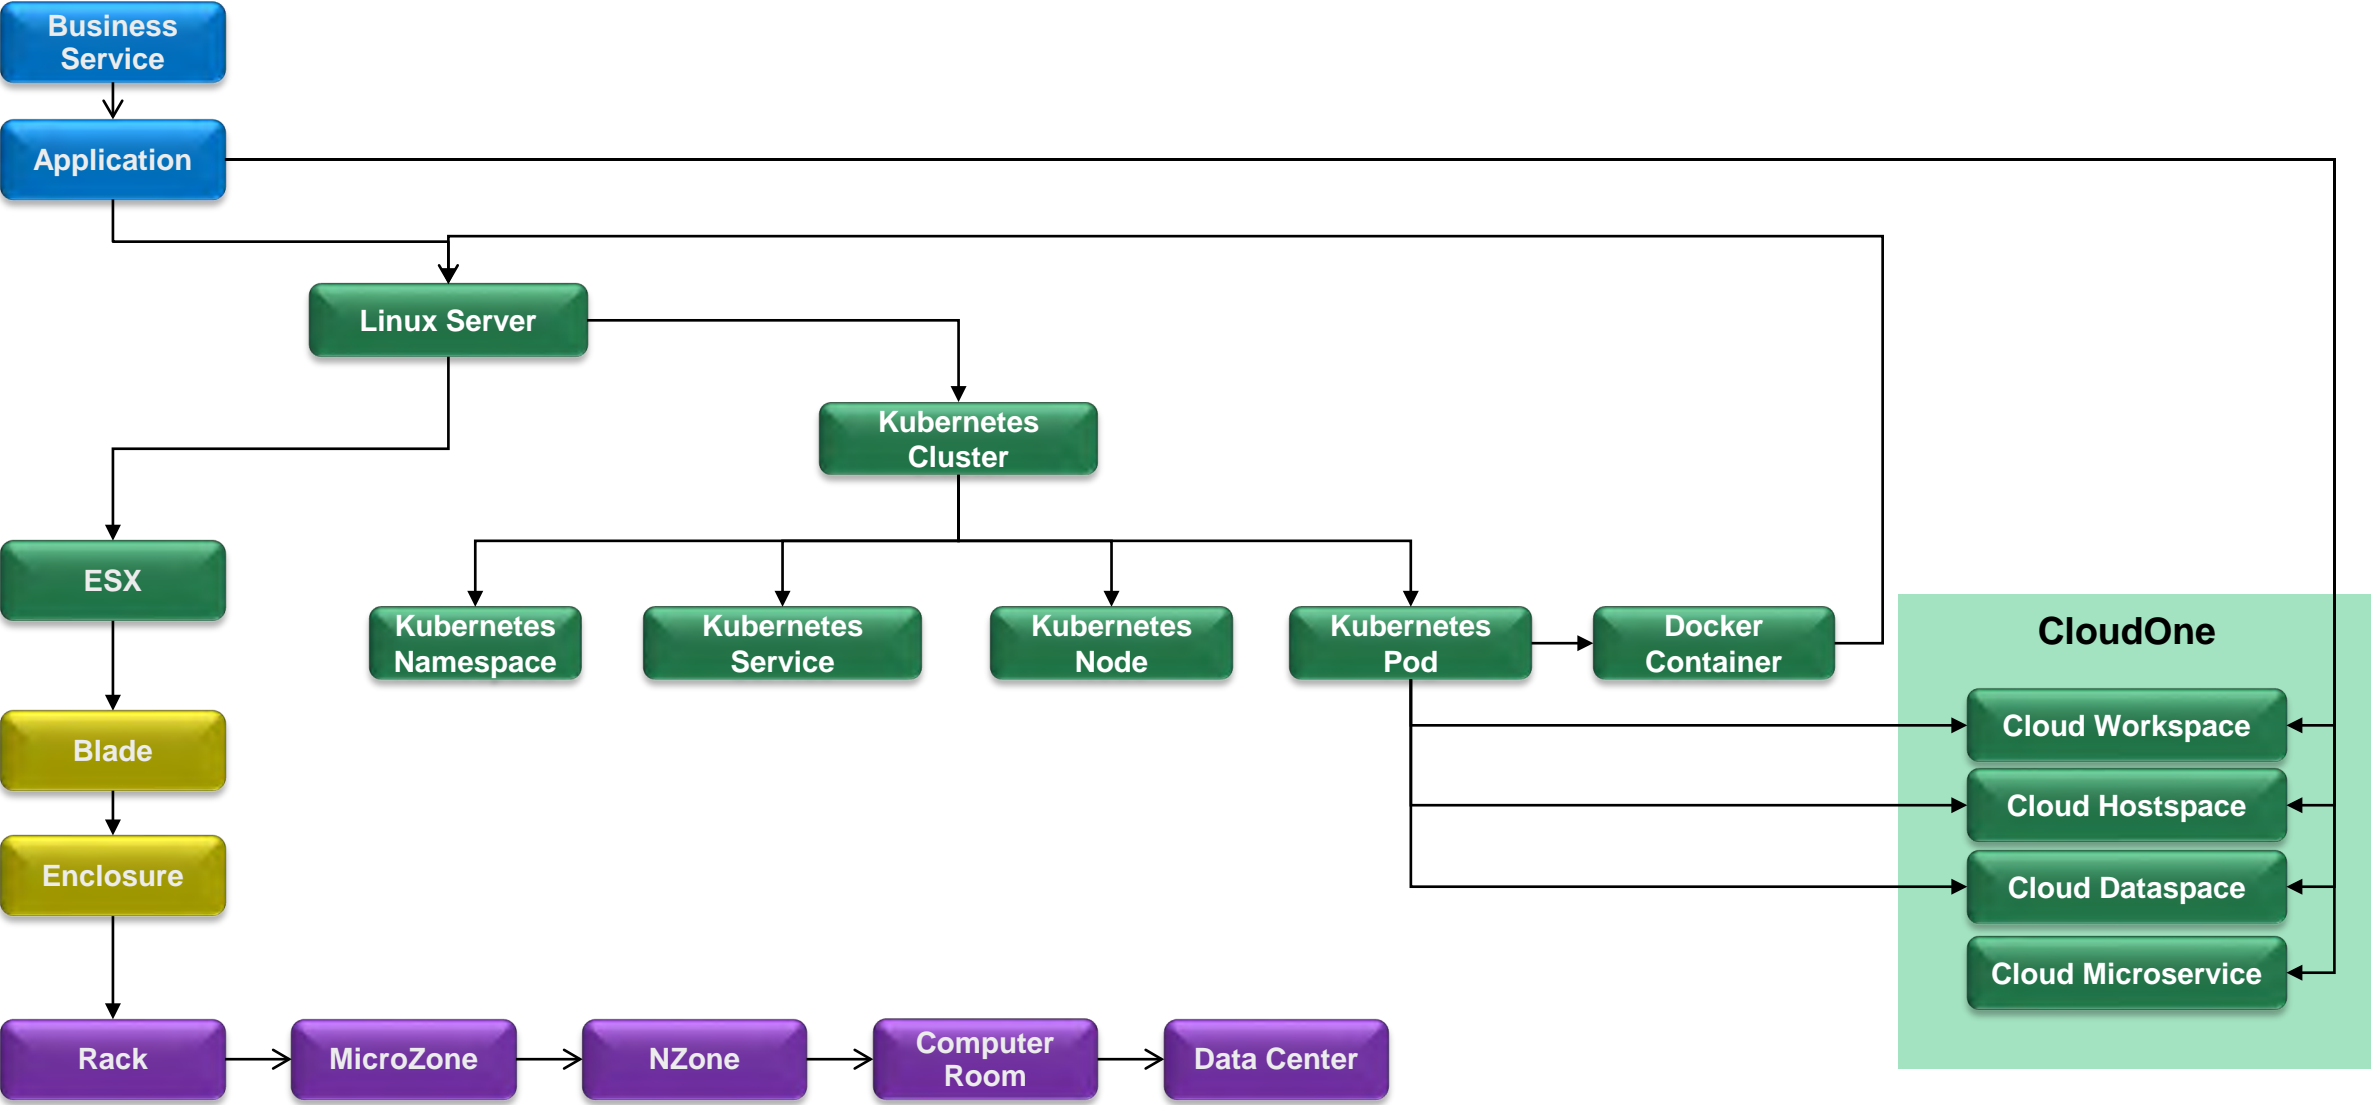 Business
Service
Application
Linux Server
Kubernetes
Cluster
ESX
Kubernetes
Namespace
Kubernetes
Service
Kubernetes
Node
Kubernetes
Pod
Docker
Container
CloudOne
Cloud Workspace
Cloud Hostspace
Cloud Dataspace
Cloud Microservice
Blade
Enclosure
Rack
MicroZone
NZone
Computer
Room
Data Center